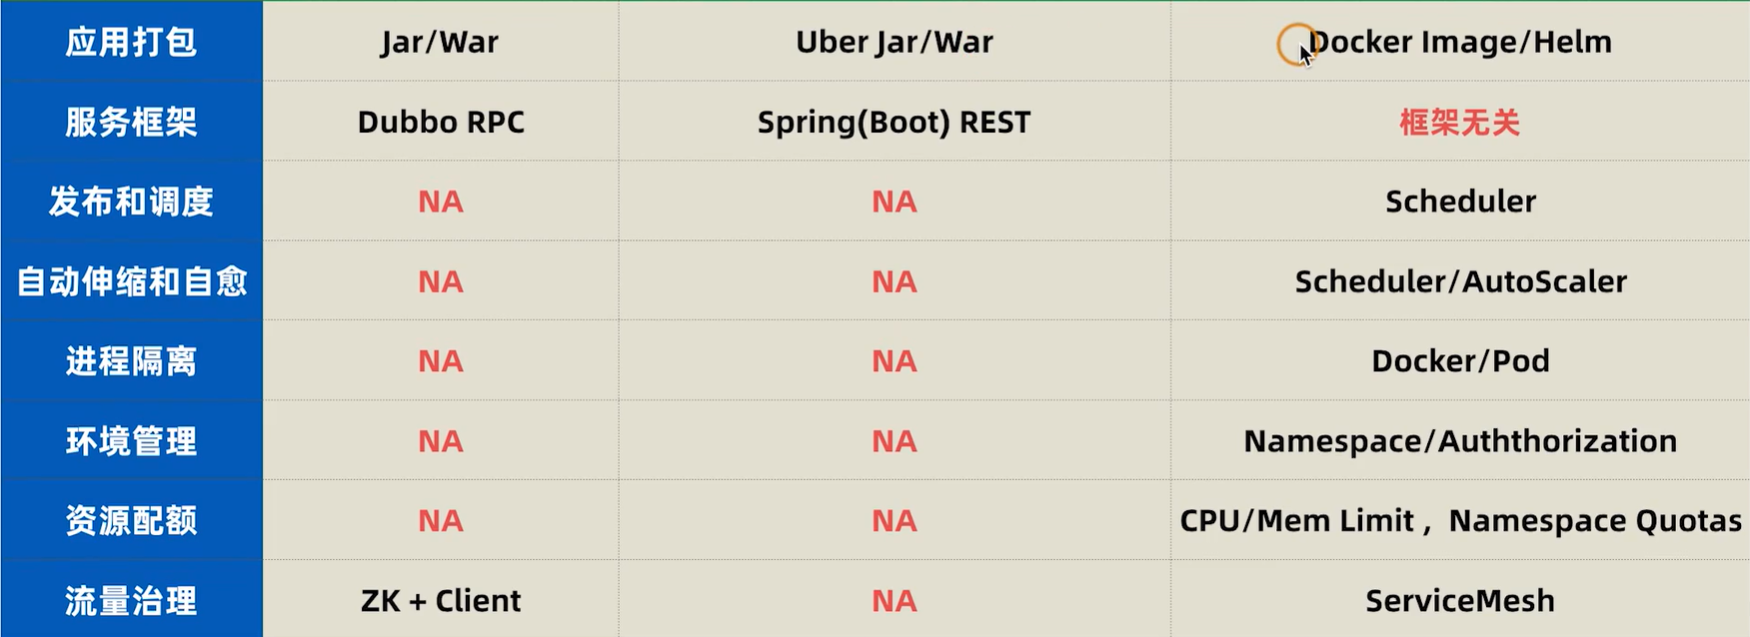 应用打包 Jar/War Uber Jar/War Docker Image/Helm
服务框架 Dubbo RPC Spring(Boot) REST 框架无关
发布和调度 NA NA Scheduler
自动伸缩和自愈 NA NA Scheduler/AutoScaler
进程隔离 NA NA Docker/Pod
环境管理 NA NA Namespace/Auththorization
资源配额 NA NA CPU/Mem Limit，Namespace Quotas
流量治理 ZK + Client NA ServiceMesh